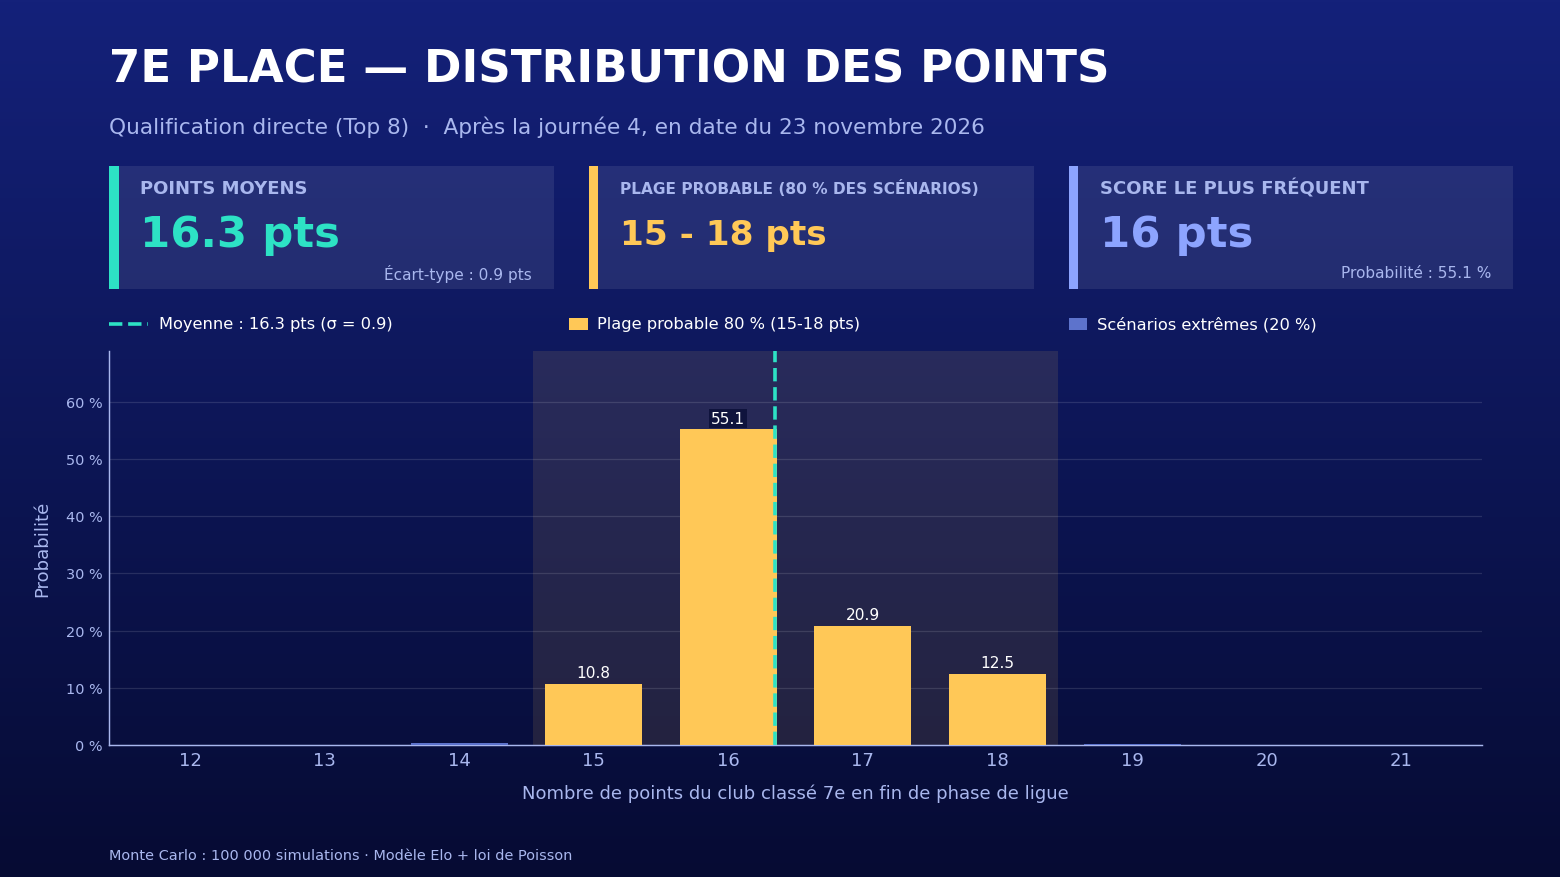 7E PLACE — DISTRIBUTION DES POINTS
Qualification directe (Top 8) · Après la journée 4, en date du 23 novembre 2026
POINTS MOYENS
16.3 pts
Écart-type : 0.9 pts
PLAGE PROBABLE (80 % DES SCÉNARIOS)
15 - 18 pts
SCORE LE PLUS FRÉQUENT
16 pts
Probabilité : 55.1 %
Moyenne : 16.3 pts (σ = 0.9)
Plage probable 80 % (15-18 pts)
Scénarios extrêmes (20 %)
Probabilité
60 %
50 %
40 %
30 %
20 %
10 %
0 %
10.8
55.1
20.9
12.5
12 13 14 15 16 17 18 19 20 21
Nombre de points du club classé 7e en fin de phase de ligue
Monte Carlo : 100 000 simulations · Modèle Elo + loi de Poisson